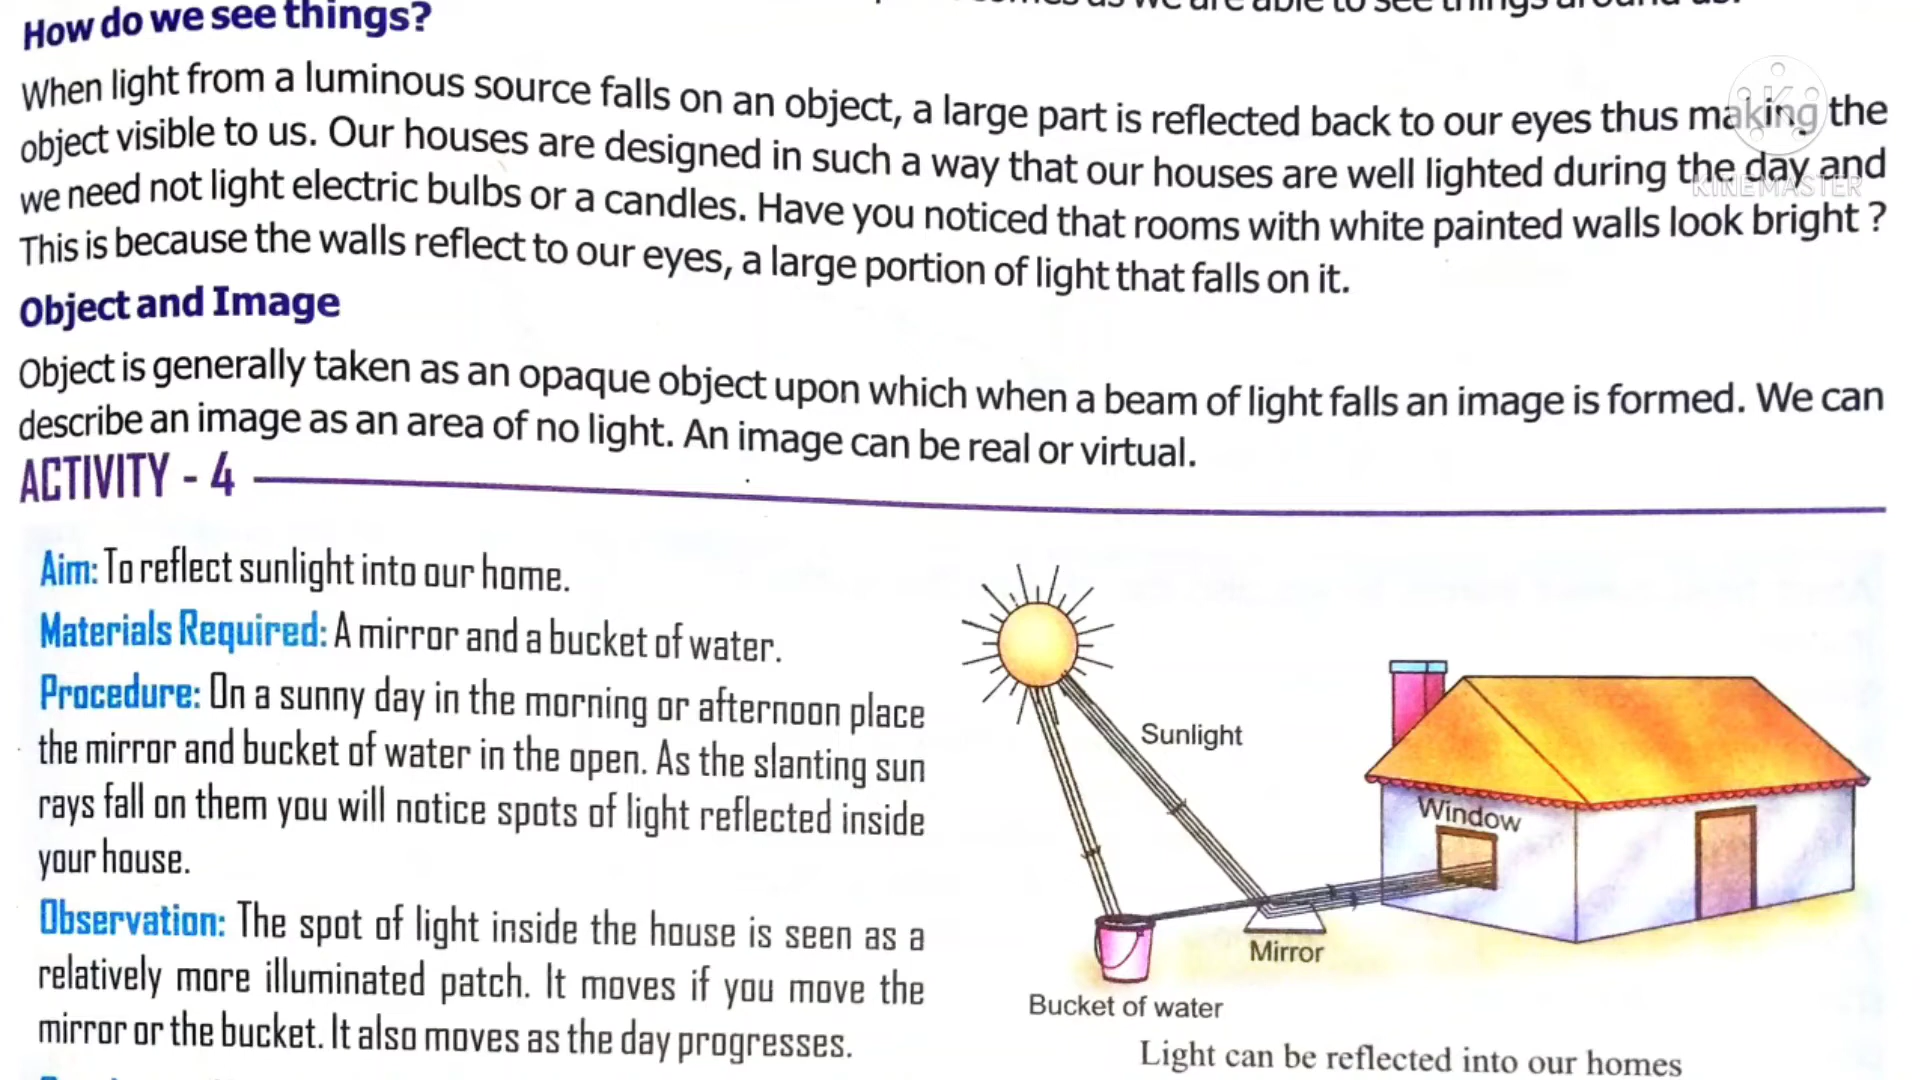 How do we see things?
When light from a luminous source falls on an object, a large part is reflected back to our eyes thus making the
object visible to us. Our houses are designed in such a way that our houses are well lighted during the day and
we need not light electric bulbs or a candles. Have you noticed that rooms with white painted walls look bright ?
This is because the walls reflect to our eyes, a large portion of light that falls on it.
Object and Image
Object is generally taken as an opaque object upon which when a beam of light falls an image is formed. We can
describe an image as an area of no light. An image can be real or virtual.
ACTIVITY - 4
Aim: To reflect sunlight into our home.
Materials Required: A mirror and a bucket of water.
Procedure: On a sunny day in the morning or afternoon place
the mirror and bucket of water in the open. As the slanting sun
rays fall on them you will notice spots of light reflected inside
your house.
Observation: The spot of light inside the house is seen as a
relatively more illuminated patch. It moves if you move the
mirror or the bucket. It also moves as the day progresses.
Sunlight
Window
Mirror
Bucket of water
Light can be reflected into our homes
KINEMASTER